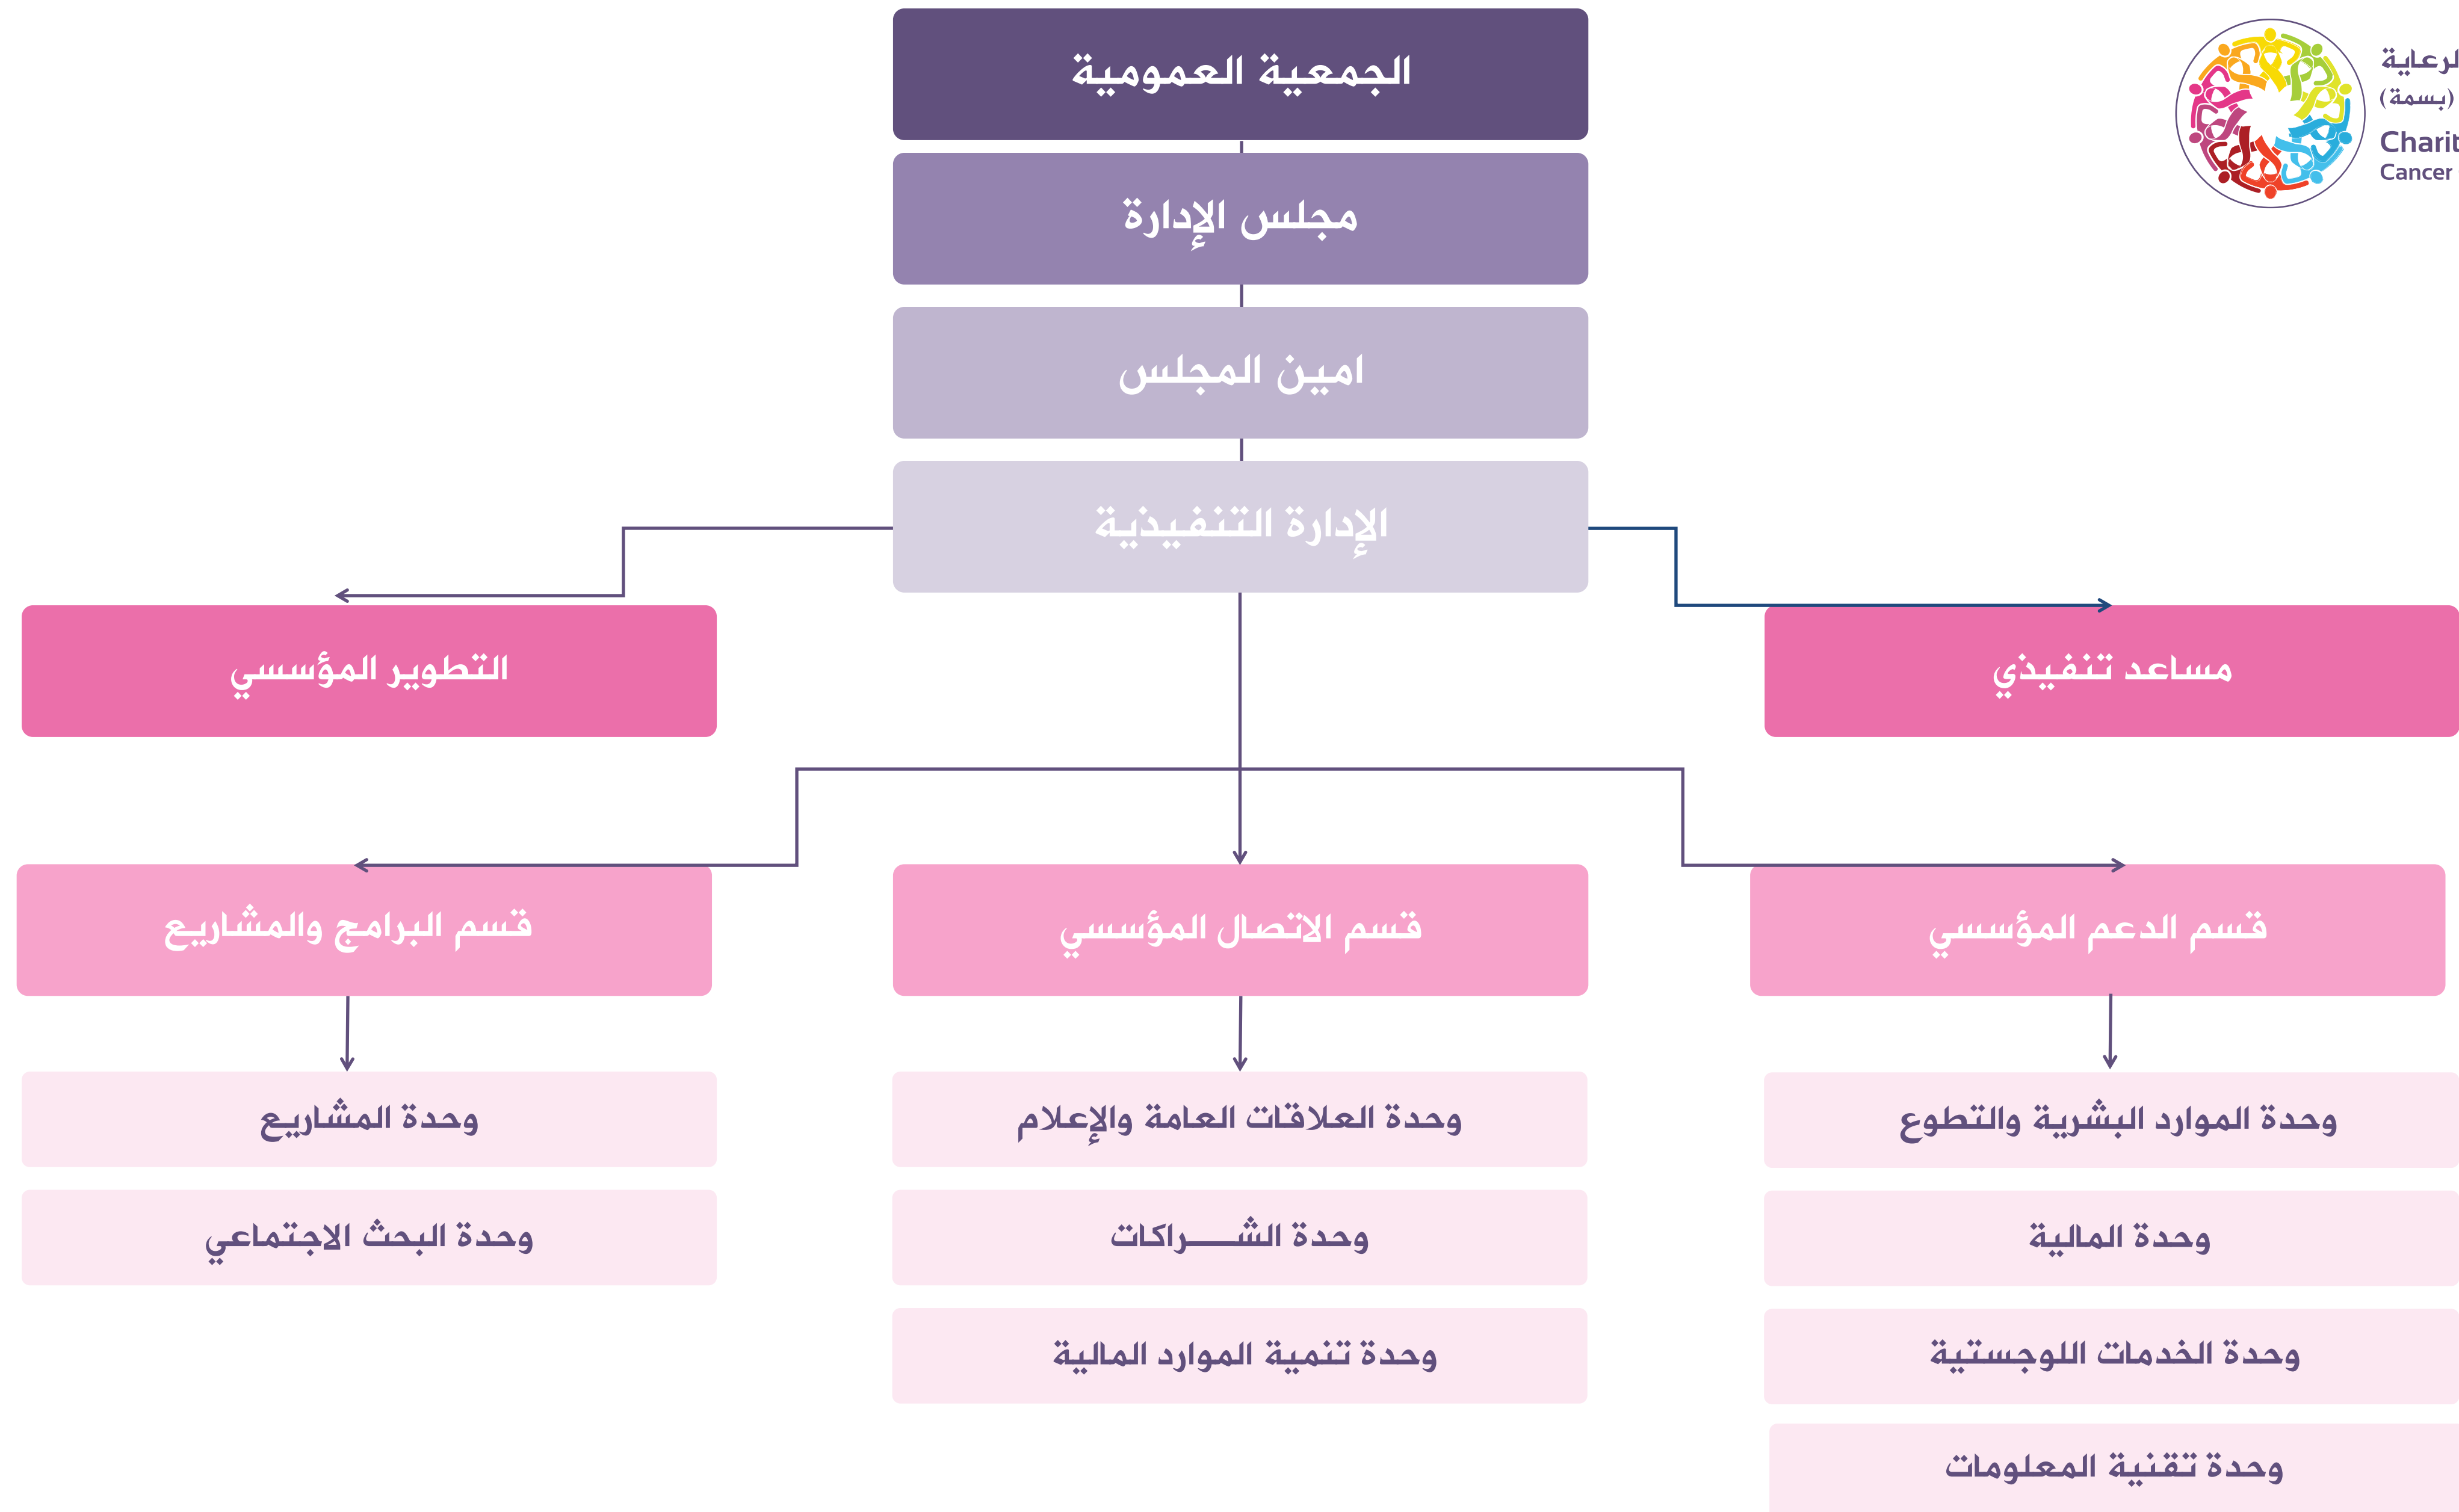 الجمعية العمومية
لرعاية
(بسمة)
Cancer
مجلس الإدارة
امين المجلس
الإدارة التنفيذية
مساعد تنفيذي
التطوير المؤسسي
قسم الدعم المؤسسي
قسم الاتصال المؤسسي
قسم البرامج والمشاريع
وحدة الموارد البشرية والتطوع
وحدة العلاقات العامة والإعلام
وحدة المشاريع
وحدة المالية
وحدة الشـــراكات
وحدة البحث الاجتماعي
وحدة الخدمات اللوجستية
وحدة تنمية الموارد المالية
وحدة تقنية المعلومات